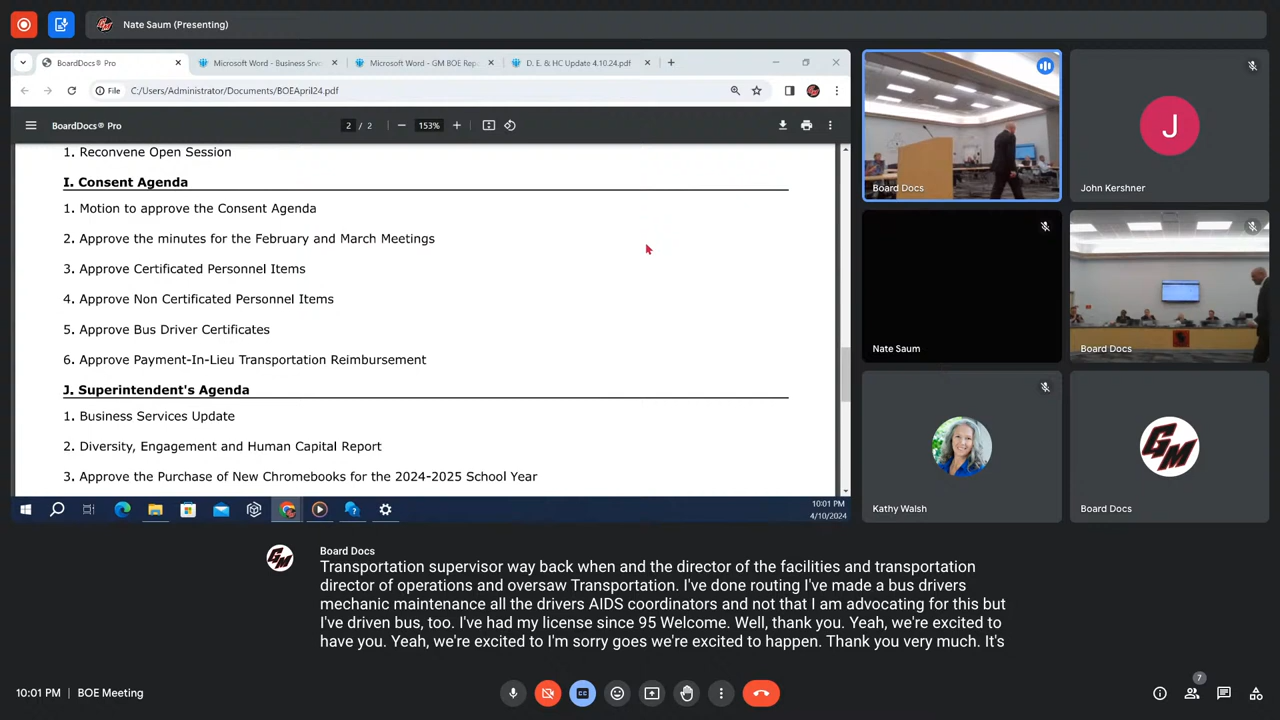 Nate Saum (Presenting)
BoardDocs® Pro
Microsoft Word - Business Srvc
Microsoft Word - GM BOE Rep
D. E. & HC Update 4.10.24.pdf
File
C:/Users/Administrator/Documents/BOEApril24.pdf
BoardDocs® Pro
2 / 2
153%
1. Reconvene Open Session
I. Consent Agenda
1. Motion to approve the Consent Agenda
2. Approve the minutes for the February and March Meetings
3. Approve Certificated Personnel Items
4. Approve Non Certificated Personnel Items
5. Approve Bus Driver Certificates
6. Approve Payment-In-Lieu Transportation Reimbursement
J. Superintendent's Agenda
1. Business Services Update
2. Diversity, Engagement and Human Capital Report
3. Approve the Purchase of New Chromebooks for the 2024-2025 School Year
10:01 PM
4/10/2024
Board Docs
J
John Kershner
Nate Saum
Board Docs
Kathy Walsh
GM
Board Docs
Board Docs
Transportation supervisor way back when and the director of the facilities and transportation
director of operations and oversaw Transportation. I've done routing I've made a bus drivers
mechanic maintenance all the drivers AIDS coordinators and not that I am advocating for this but
I've driven bus, too. I've had my license since 95 Welcome. Well, thank you. Yeah, we're excited to
have you. Yeah, we're excited to I'm sorry goes we're excited to happen. Thank you very much. It's
10:01 PM
BOE Meeting
7